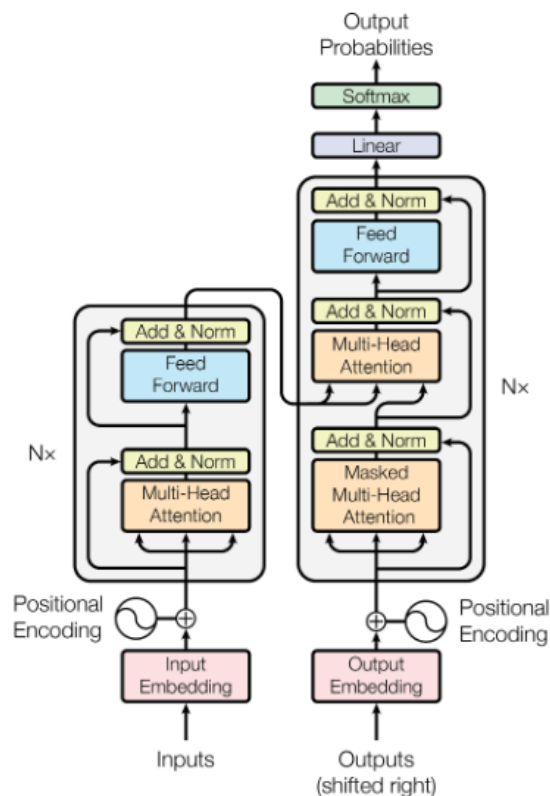 Output
Probabilities
Softmax
Linear
Add & Norm
Feed
Forward
Add & Norm
Multi-Head
Attention
Nx
Add & Norm
Masked
Multi-Head
Attention
Positional
Encoding
Output
Embedding
Outputs
(shifted right)
Add & Norm
Feed
Forward
Nx
Add & Norm
Multi-Head
Attention
Positional
Encoding
Input
Embedding
Inputs